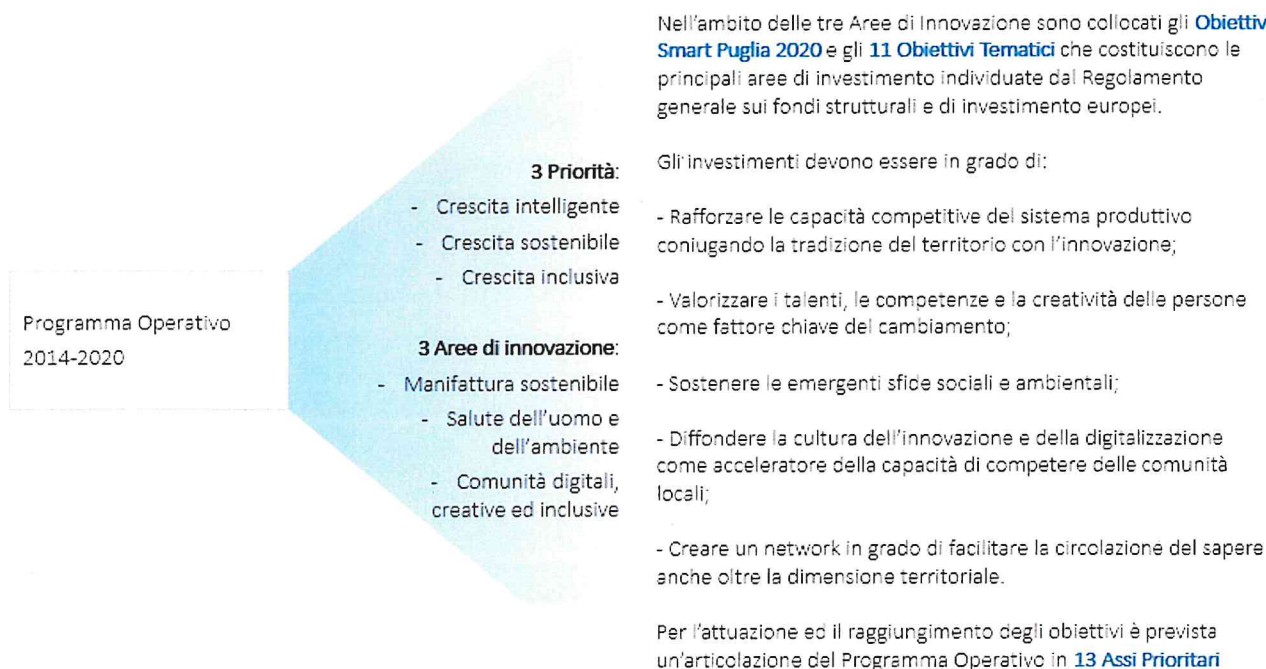 Programma Operativo
2014-2020
3 Priorità:
- Crescita intelligente
- Crescita sostenibile
- Crescita inclusiva
3 Aree di innovazione:
- Manifattura sostenibile
- Salute dell'uomo e
dell'ambiente
- Comunità digitali,
creative ed inclusive
Nell'ambito delle tre Aree di Innovazione sono collocati gli Obiettiv
Smart Puglia 2020 e gli 11 Obiettivi Tematici che costituiscono le
principali aree di investimento individuate dal Regolamento
generale sui fondi strutturali e di investimento europei.
Gli investimenti devono essere in grado di:
- Rafforzare le capacità competitive del sistema produttivo
coniugando la tradizione del territorio con l'innovazione;
- Valorizzare i talenti, le competenze e la creatività delle persone
come fattore chiave del cambiamento;
- Sostenere le emergenti sfide sociali e ambientali;
- Diffondere la cultura dell'innovazione e della digitalizzazione
come acceleratore della capacità di competere delle comunità
locali;
- Creare un network in grado di facilitare la circolazione del sapere
anche oltre la dimensione territoriale.
Per l'attuazione ed il raggiungimento degli obiettivi è prevista
un'articolazione del Programma Operativo in 13 Assi Prioritari